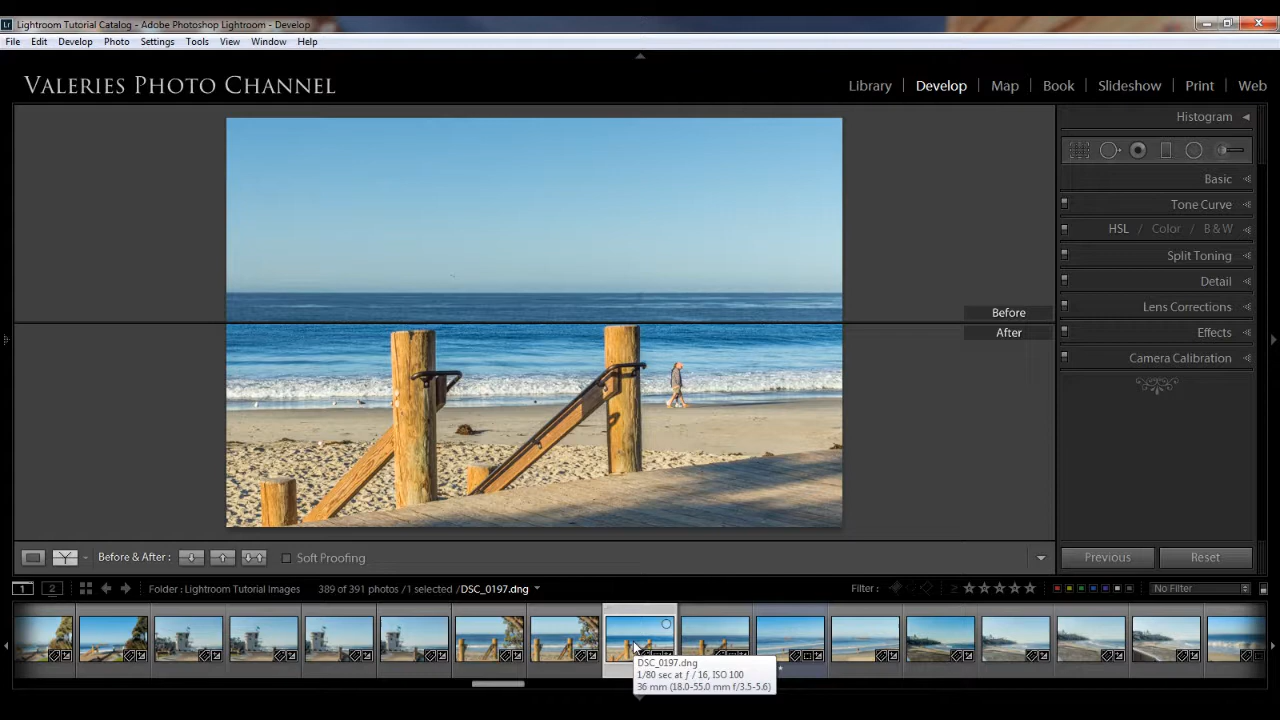 Lr Lightroom Tutorial Catalog - Adobe Photoshop Lightroom - Develop
File Edit Develop Photo Settings Tools View Window Help
VALERIES PHOTO CHANNEL
Library | Develop | Map | Book | Slideshow | Print | Web
Histogram
Basic
Tone Curve
HSL / Color / B & W
Split Toning
Detail
Before
Lens Corrections
After
Effects
Camera Calibration
Before & After :
Soft Proofing
Previous
Reset
1 2 Folder : Lightroom Tutorial Images 389 of 391 photos / 1 selected / DSC_0197.dng Filter : No Filter
DSC_0197.dng
1/80 sec at ƒ / 16, ISO 100
36 mm (18.0-55.0 mm f/3.5-5.6)